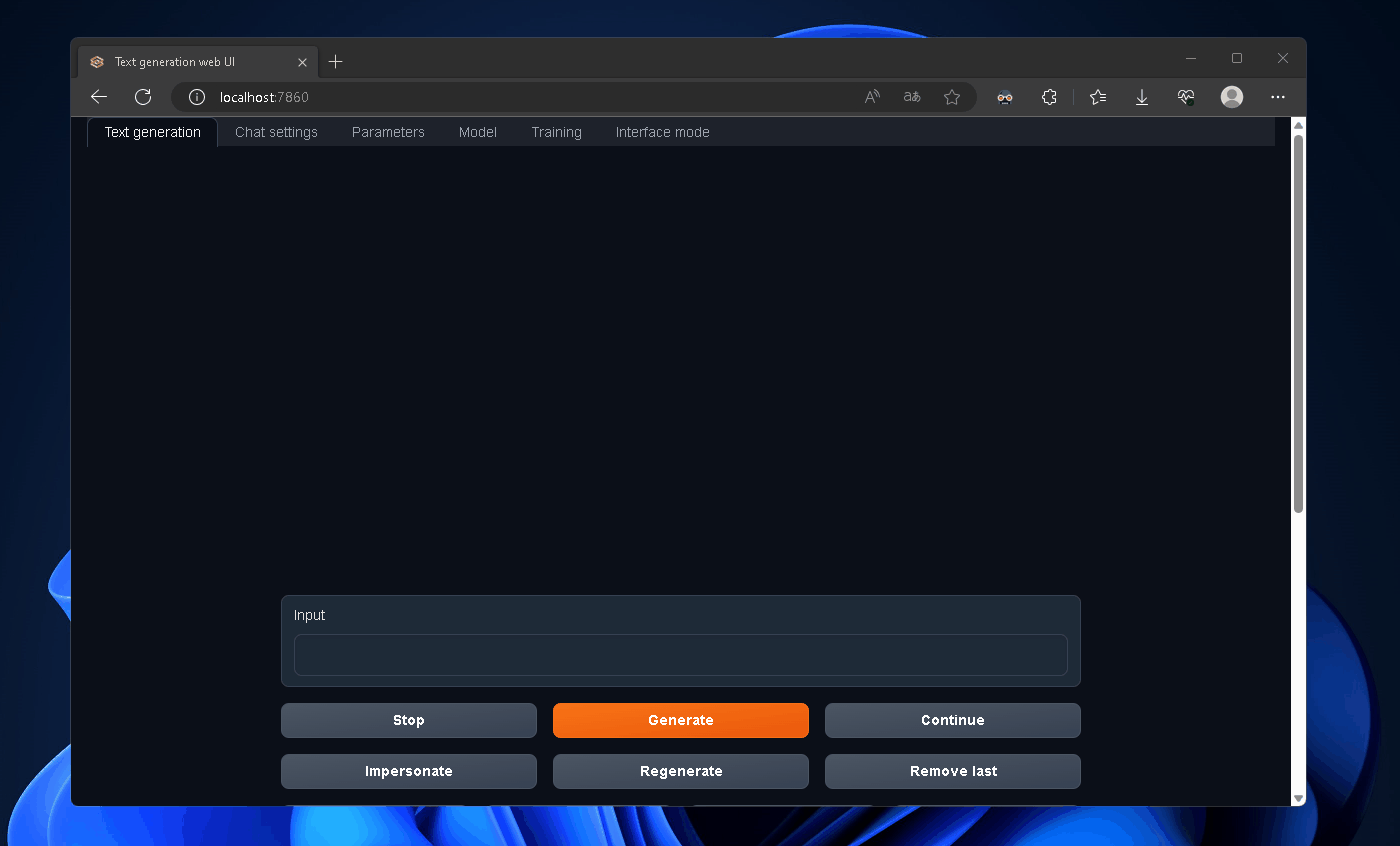 Text generation web UI
localhost:7860
Text generation Chat settings Parameters Model Training Interface mode
Input
Stop Generate Continue
Impersonate Regenerate Remove last